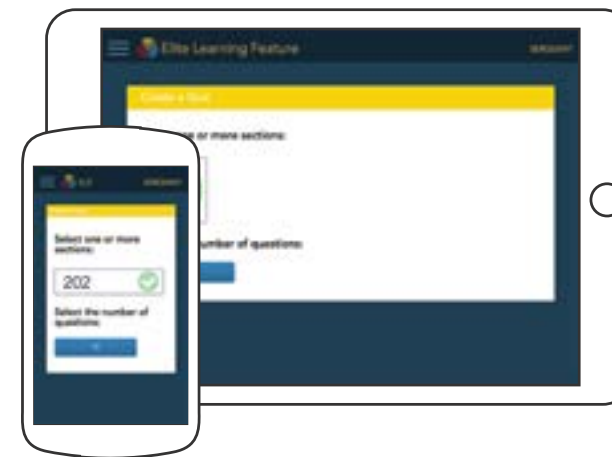 Elite Learning Feature
Create a Quiz
one or more sections:
number of questions:
ELF
Select one or more
sections:
202
Select the number of
questions: